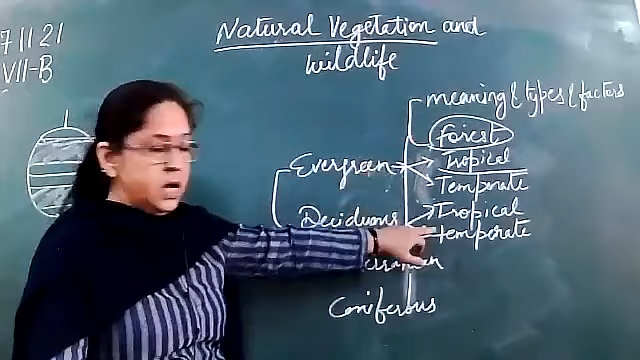 7 11 21
VII-B
Natural Vegetation and
Wildlife
meaning & types & factors
forest
Evergreen
Tropical
Temperate
Deciduous
Tropical
Temperate
Coniferous